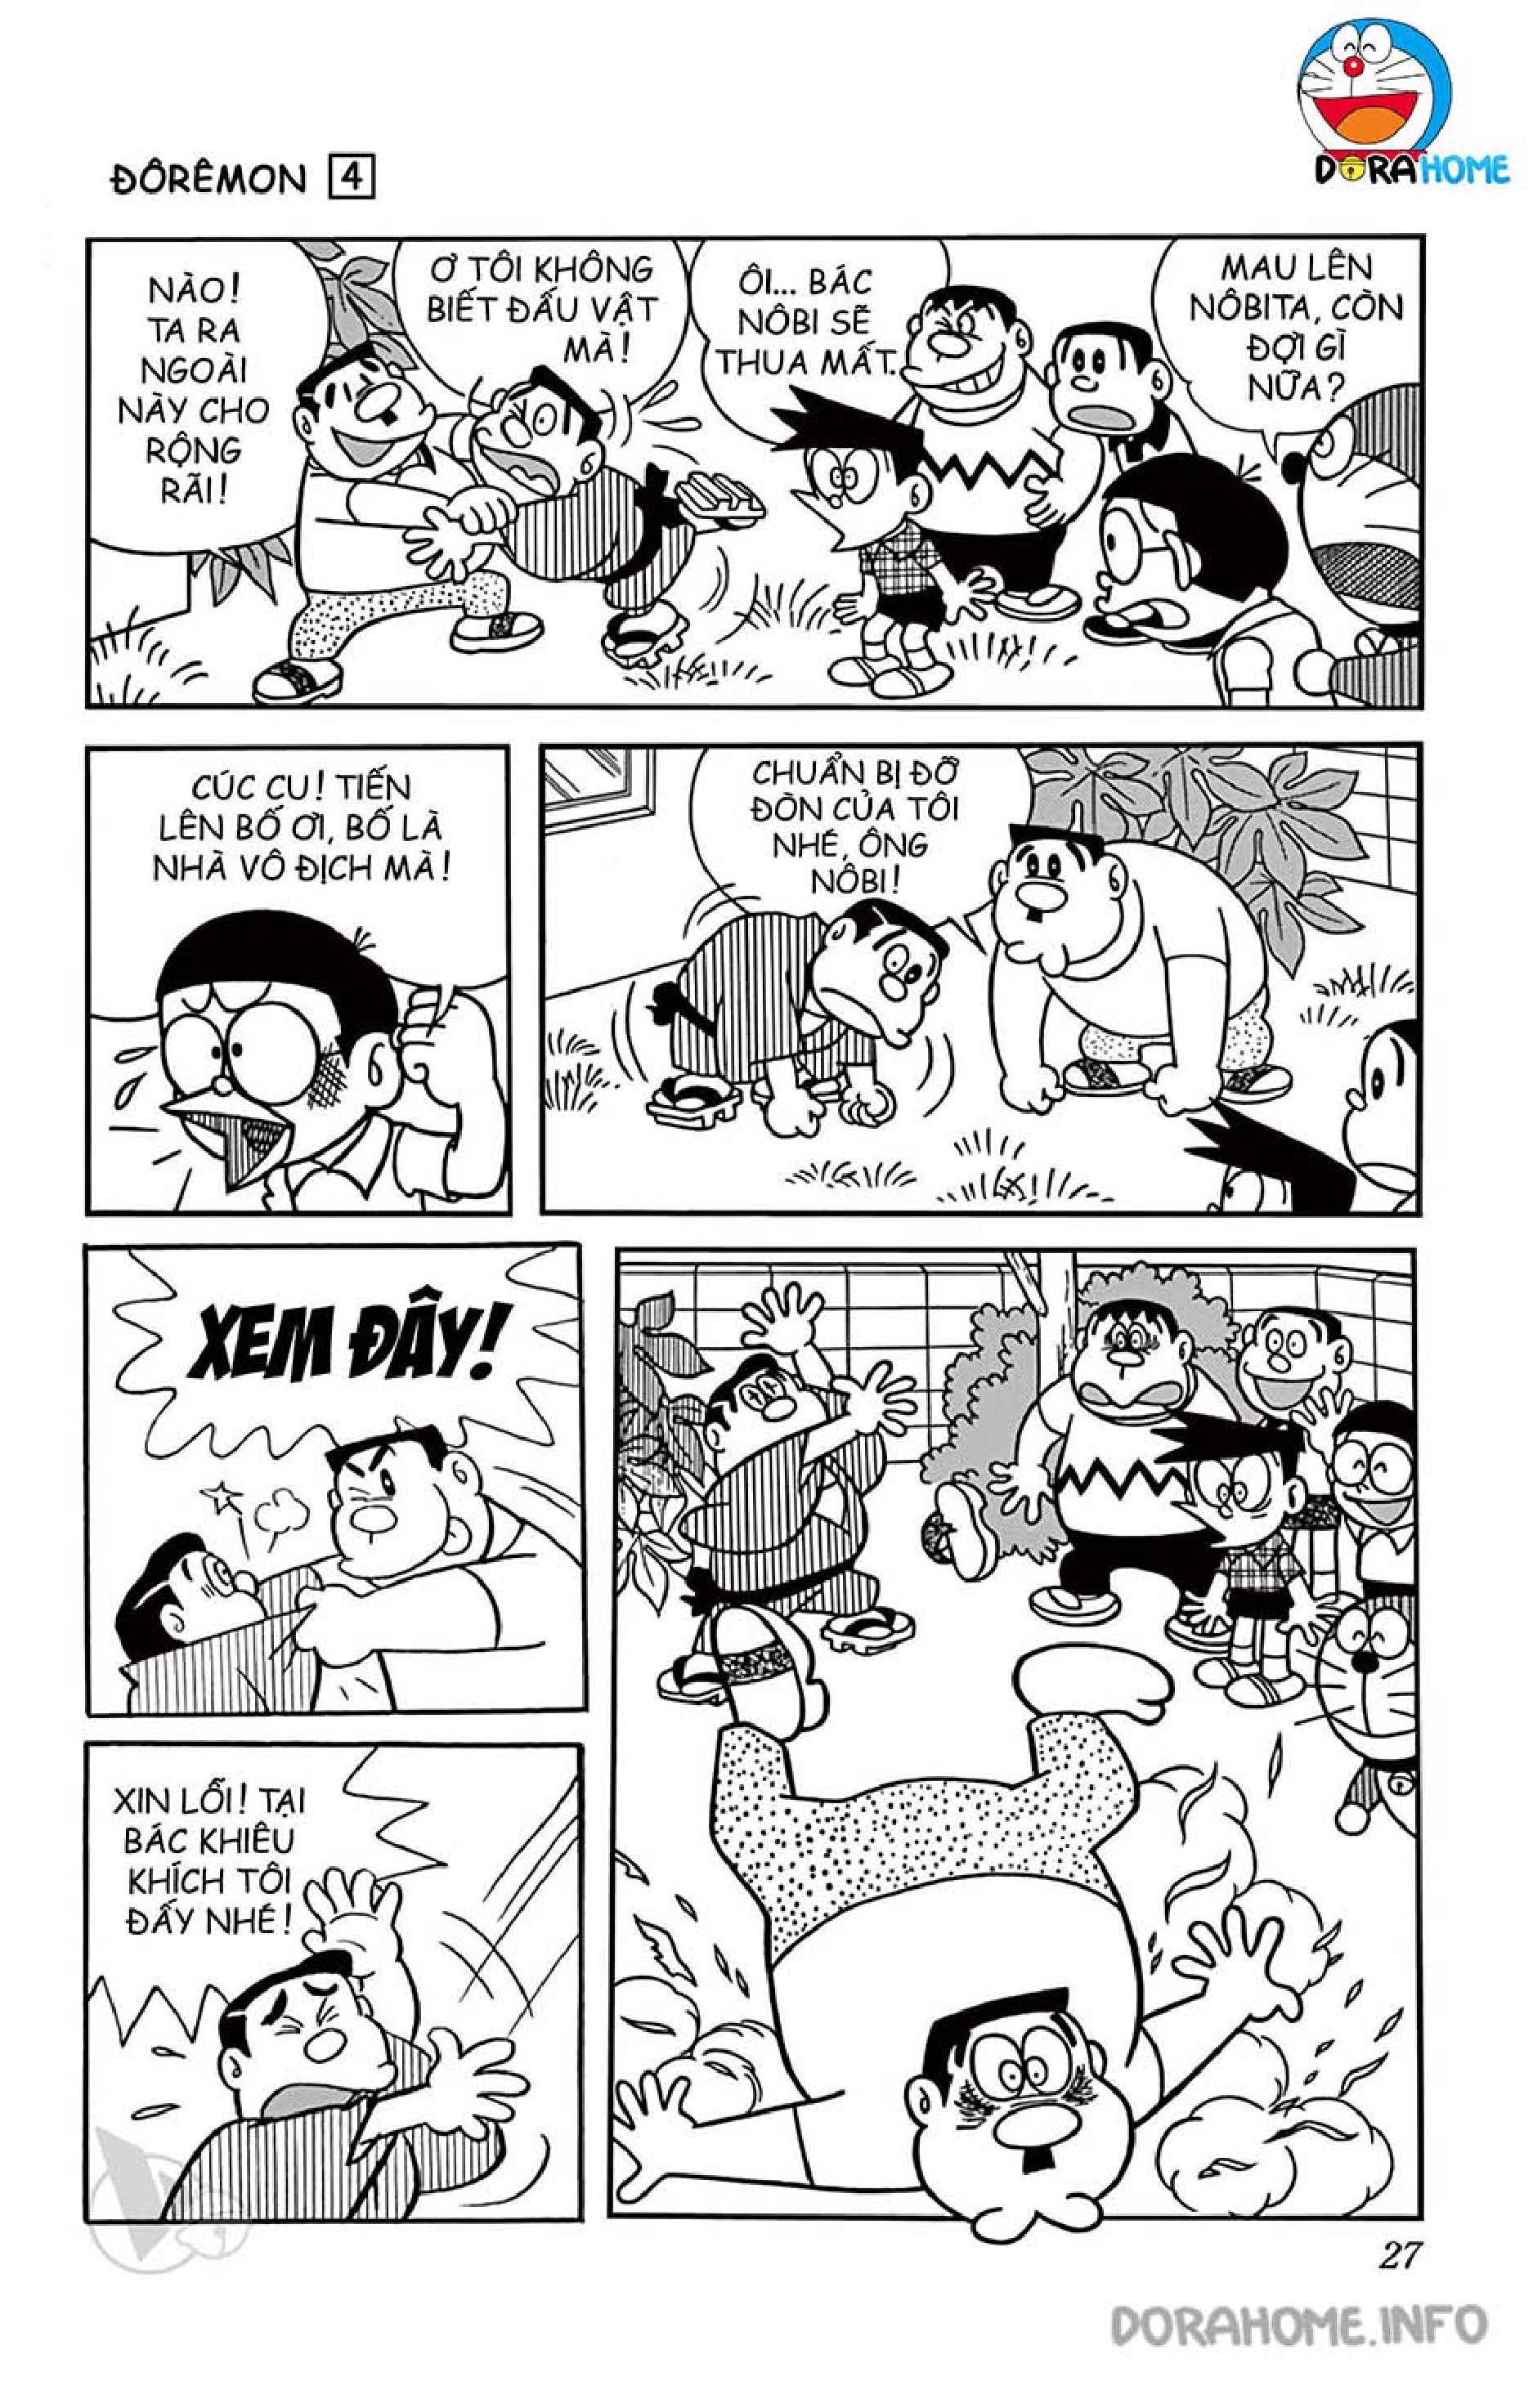 DORAHOME
ĐÔRÊMON 4
NÀO!
TA RA
NGOÀI
NÀY CHO
RỘNG
RÃI!
Ơ TÔI KHÔNG
BIẾT ĐẤU VẬT
MÀ!
ÔI... BÁC
NÔBI SẼ
THUA MẤT.
MAU LÊN
NÔBITA, CÒN
ĐỢI GÌ
NỮA?
CÚC CU! TIẾN
LÊN BỐ ƠI, BỐ LÀ
NHÀ VÔ ĐỊCH MÀ!
CHUẨN BỊ ĐỠ
ĐÒN CỦA TÔI
NHÉ, ÔNG
NÔBI!
XEM ĐÂY!
XIN LỖI! TẠI
BÁC KHIÊU
KHÍCH TÔI
ĐẤY NHÉ!
27
DORAHOME.INFO